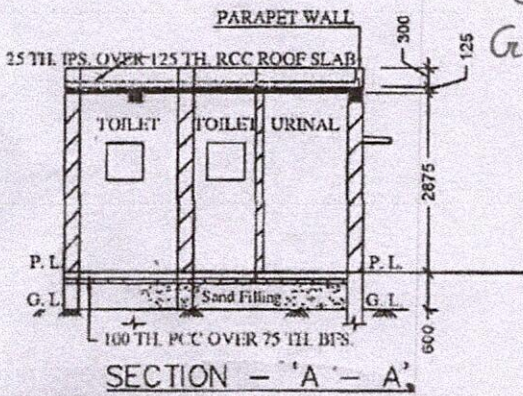 PARAPET WALL
25 TH. IPS. OVER 125 TH. RCC ROOF SLAB
300
125
G
TOILET TOILET URINAL
2875
P. L. P. L.
G. L. Sand Filling G. L.
600
100 TH. PCC OVER 75 TH. BFS.
SECTION - 'A - A'